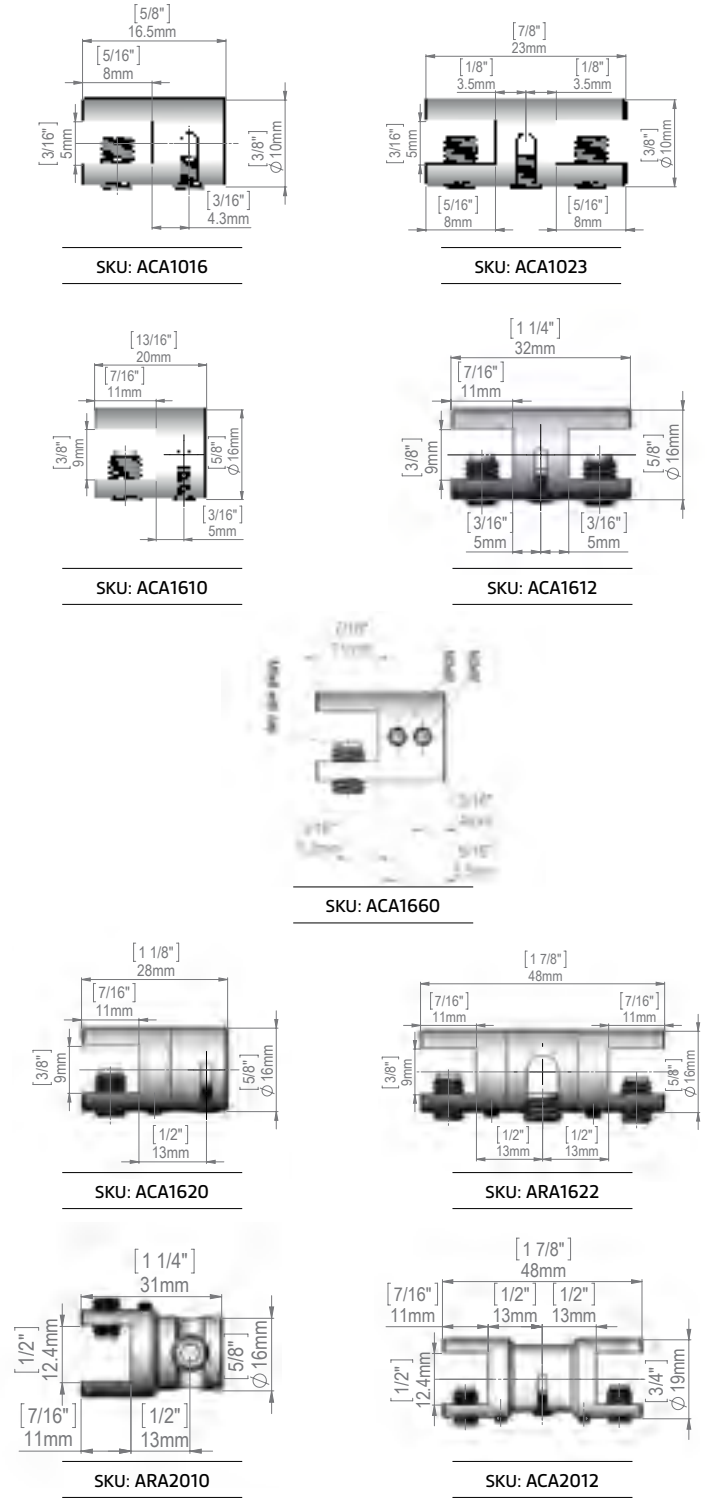 [5/8"]
16.5mm
[5/16"]
8mm
[3/16"]
5mm
[3/8"]
Ø10mm
[3/16"]
4.3mm
SKU: ACA1016
[7/8"]
23mm
[1/8"]
3.5mm
[1/8"]
3.5mm
[3/16"]
5mm
[3/8"]
Ø10mm
[5/16"]
8mm
[5/16"]
8mm
SKU: ACA1023
[13/16"]
20mm
[7/16"]
11mm
[3/8"]
9mm
[5/8"]
Ø16mm
[3/16"]
5mm
SKU: ACA1610
[1 1/4"]
32mm
[7/16"]
11mm
[3/8"]
9mm
[5/8"]
Ø16mm
[3/16"]
5mm
[3/16"]
5mm
SKU: ACA1612
SKU: ACA1660
[1 1/8"]
28mm
[7/16"]
11mm
[3/8"]
9mm
[5/8"]
Ø16mm
[1/2"]
13mm
SKU: ACA1620
[1 7/8"]
48mm
[7/16"]
11mm
[7/16"]
11mm
[3/8"]
9mm
[5/8"]
Ø16mm
[1/2"]
13mm
[1/2"]
13mm
SKU: ARA1622
[1 1/4"]
31mm
[1/2"]
12.4mm
[5/8"]
Ø16mm
[7/16"]
11mm
[1/2"]
13mm
SKU: ARA2010
[1 7/8"]
48mm
[7/16"]
11mm
[1/2"]
13mm
[1/2"]
13mm
[1/2"]
12.4mm
[3/4"]
Ø19mm
SKU: ACA2012